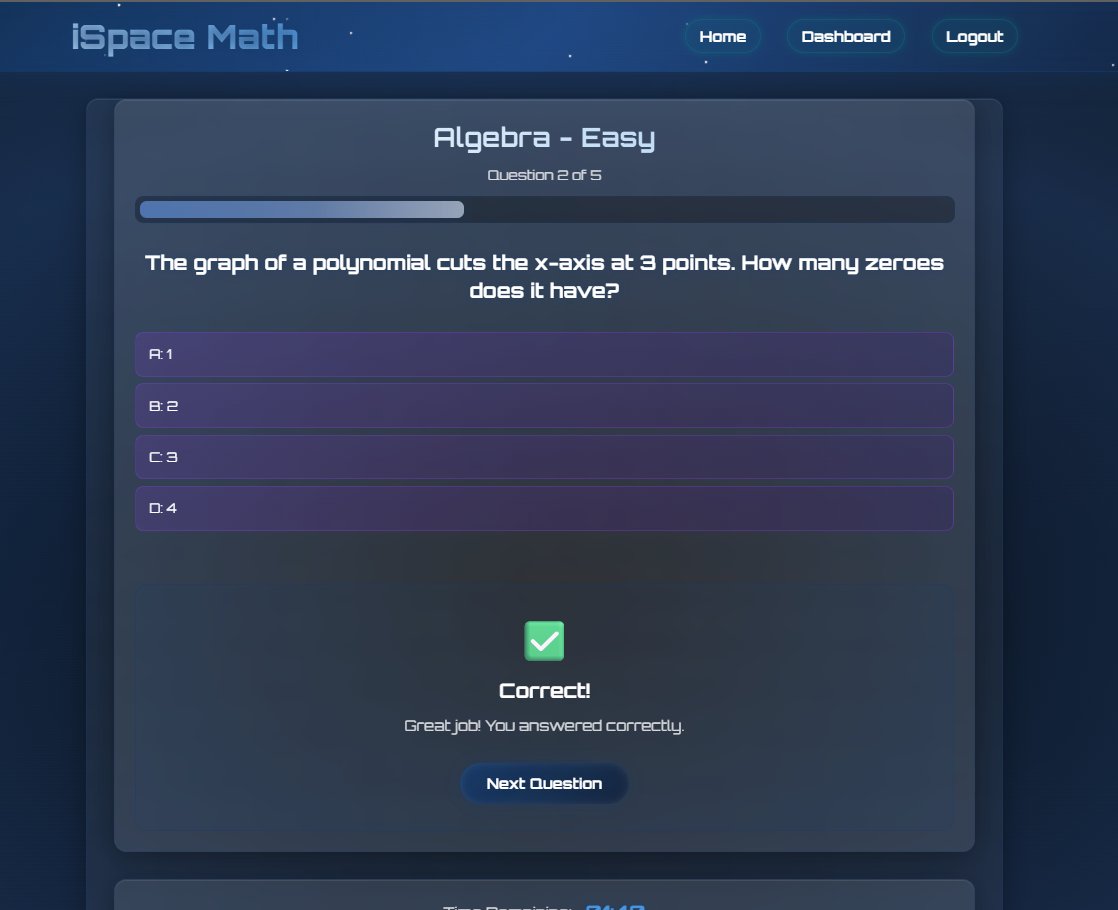 iSpace Math
Home
Dashboard
Logout
Algebra - Easy
Question 2 of 5
The graph of a polynomial cuts the x-axis at 3 points. How many zeroes
does it have?
A: 1
B: 2
C: 3
D: 4
Correct!
Great job! You answered correctly.
Next Question
Time Remaining: